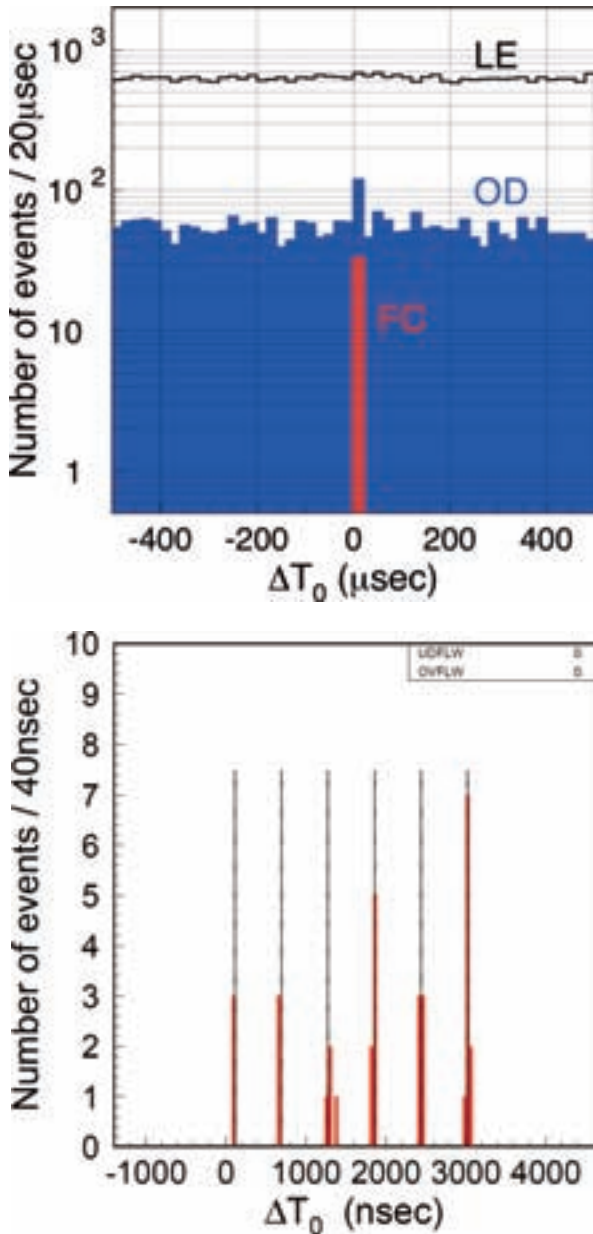 Number of events / 20μsec
10³
10²
10
1
LE
OD
FC
-400 -200 0 200 400
ΔT₀ (μsec)
Number of events / 40nsec
10
9
8
7
6
5
4
3
2
1
0
UDFLW 0.
OVFLW 0.
-1000 0 1000 2000 3000 4000
ΔT₀ (nsec)